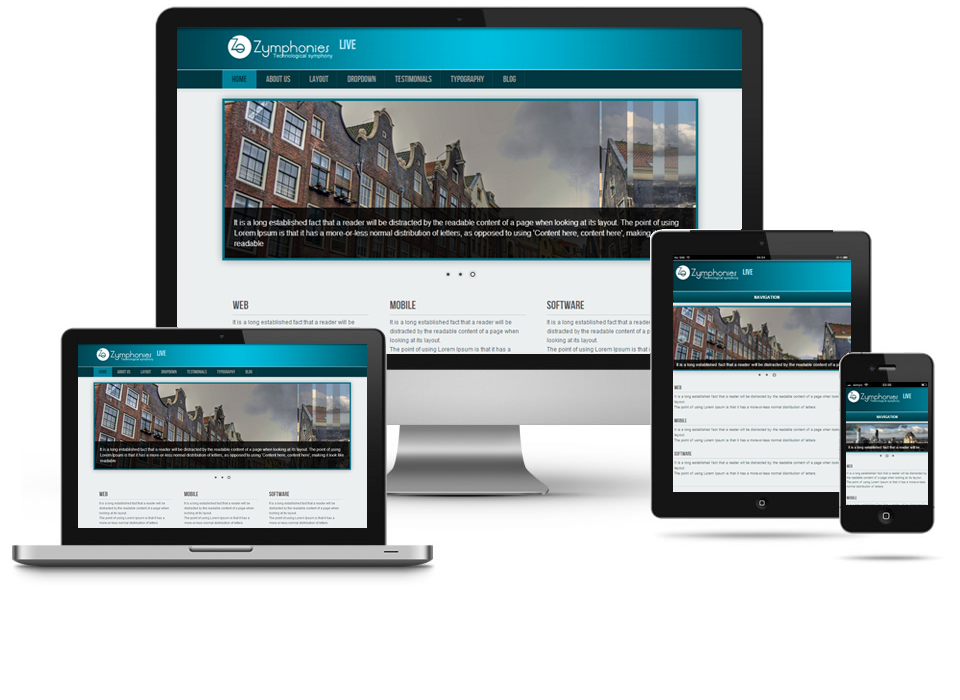 Zymphonies LIVE
Technological symphony
HOME ABOUT US LAYOUT DROPDOWN TESTIMONIALS TYPOGRAPHY BLOG
It is a long established fact that a reader will be distracted by the readable content of a page when looking at its layout. The point of using
Lorem Ipsum is that it has a more-or-less normal distribution of letters, as opposed to using 'Content here, content here', making
readable
WEB MOBILE SOFTWARE
It is a long established fact that a reader will be
It is a long established fact that a reader will be
distracted by the readable content of a page when
looking at its layout
The point of using Lorem Ipsum is that it has a
It is a long established fact that a r
distracted by the readable content of
looking at its layout
The point of using Lorem Ipsum is
Zymphonies LIVE
Technological symphony
HOME ABOUT US LAYOUT DROPDOWN TESTIMONIALS TYPOGRAPHY BLOG
It is a long established fact that a reader will be distracted by the readable content of a page when looking at its layout. The point of using
Lorem Ipsum is that it has a more-or-less normal distribution of letters, as opposed to using 'Content here, content here', making it look like
readable
WEB MOBILE SOFTWARE
It is a long established fact that a reader will be
distracted by the readable content of a page when
looking at its layout
The point of using Lorem Ipsum is that it has a
more-or-less normal distribution of letters
It is a long established fact that a reader will be
distracted by the readable content of a page when
looking at its layout
The point of using Lorem Ipsum is that it has a
more-or-less normal distribution of letters
It is a long established fact that a reader will be
distracted by the readable content of a page when
looking at its layout
The point of using Lorem Ipsum is that it has a
more-or-less normal distribution of letters
Zymphonies LIVE
Technological symphony
NAVIGATION
It is a long established fact that a reader will be distracted by the readable content of a
WEB
It is a long established fact that a reader will be distracted by the readable content of a page when looking
layout
The point of using Lorem Ipsum is that it has a more-or-less normal distribution of letters
MOBILE
It is a long established fact that a reader will be distracted by the readable content of a page when
layout
The point of using Lorem Ipsum is that it has a more-or-less normal distribution of letters
SOFTWARE
It is a long established fact that a reader will be distracted by the readable content of a page when
layout
The point of using Lorem Ipsum is that it has a more-or-less normal distribution of letters
Zymphonies LIVE
Technological symphony
NAVIGATION
It is a long established fact that a reader will be ...
WEB
It is a long established fact that a reader will be distracted by the
readable content of a page when looking at its layout
The point of using Lorem Ipsum is that it has a more-or-less
normal distribution of letters
MOBILE